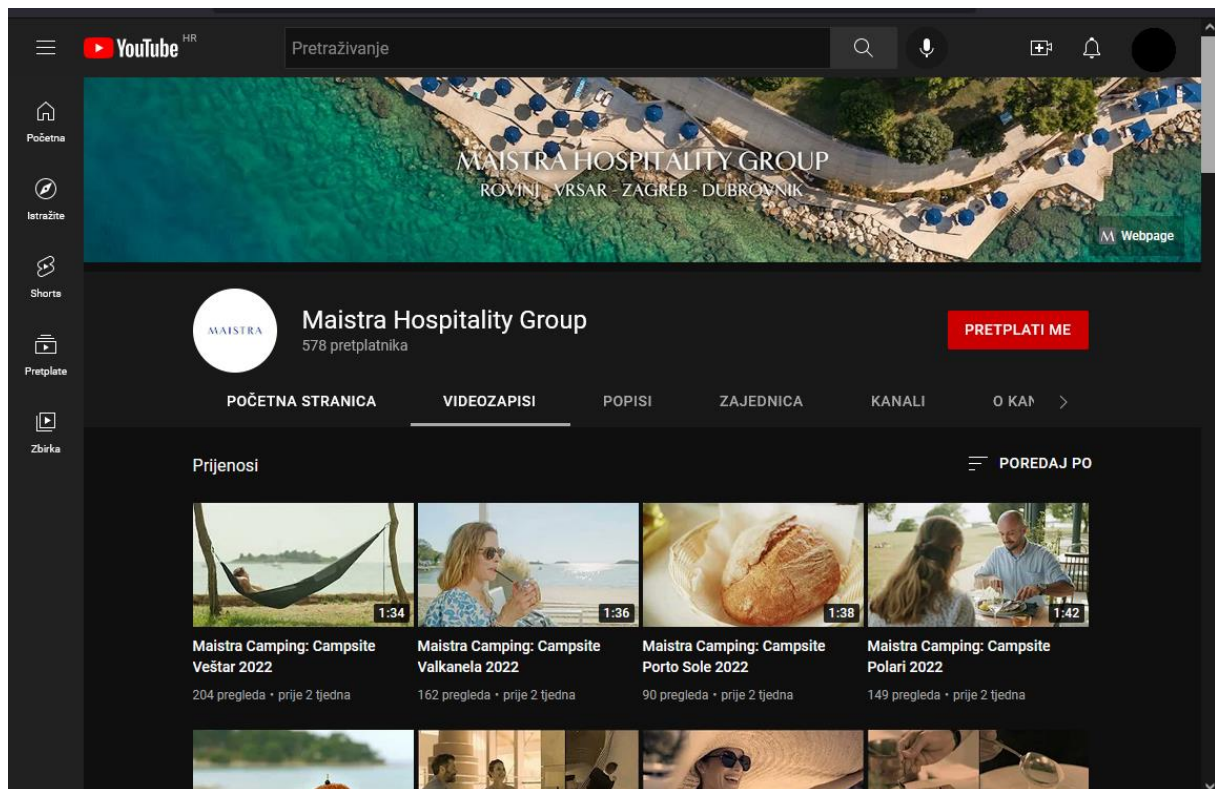 YouTube HR
Pretraživanje
Početna
Istražite
Shorts
Pretplate
Zbirka
MAISTRA HOSPITALITY GROUP
ROVINJ - VRSAR - ZAGREB - DUBROVNIK
M Webpage
MAISTRA
Maistra Hospitality Group
578 pretplatnika
PRETPLATI ME
POČETNA STRANICA VIDEOZAPISI POPISI ZAJEDNICA KANALI O KAN
Prijenosi
POREDAJ PO
1:34
1:36
1:38
1:42
Maistra Camping: Campsite
Veštar 2022
204 pregleda • prije 2 tjedna
Maistra Camping: Campsite
Valkanela 2022
162 pregleda • prije 2 tjedna
Maistra Camping: Campsite
Porto Sole 2022
90 pregleda • prije 2 tjedna
Maistra Camping: Campsite
Polari 2022
149 pregleda • prije 2 tjedna